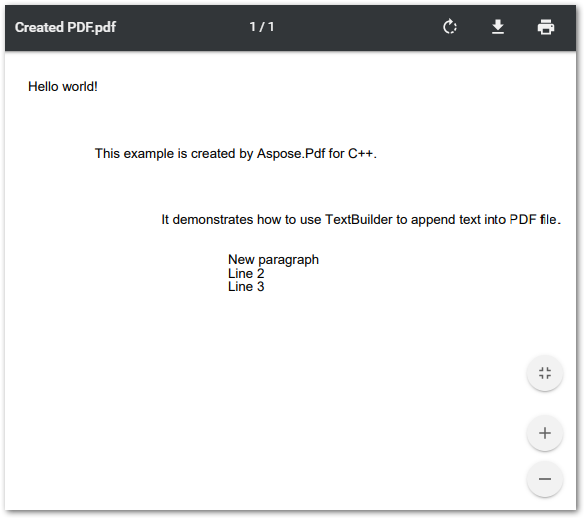 Created PDF.pdf
1 / 1
Hello world!
This example is created by Aspose.Pdf for C++.
It demonstrates how to use TextBuilder to append text into PDF file.
New paragraph
Line 2
Line 3